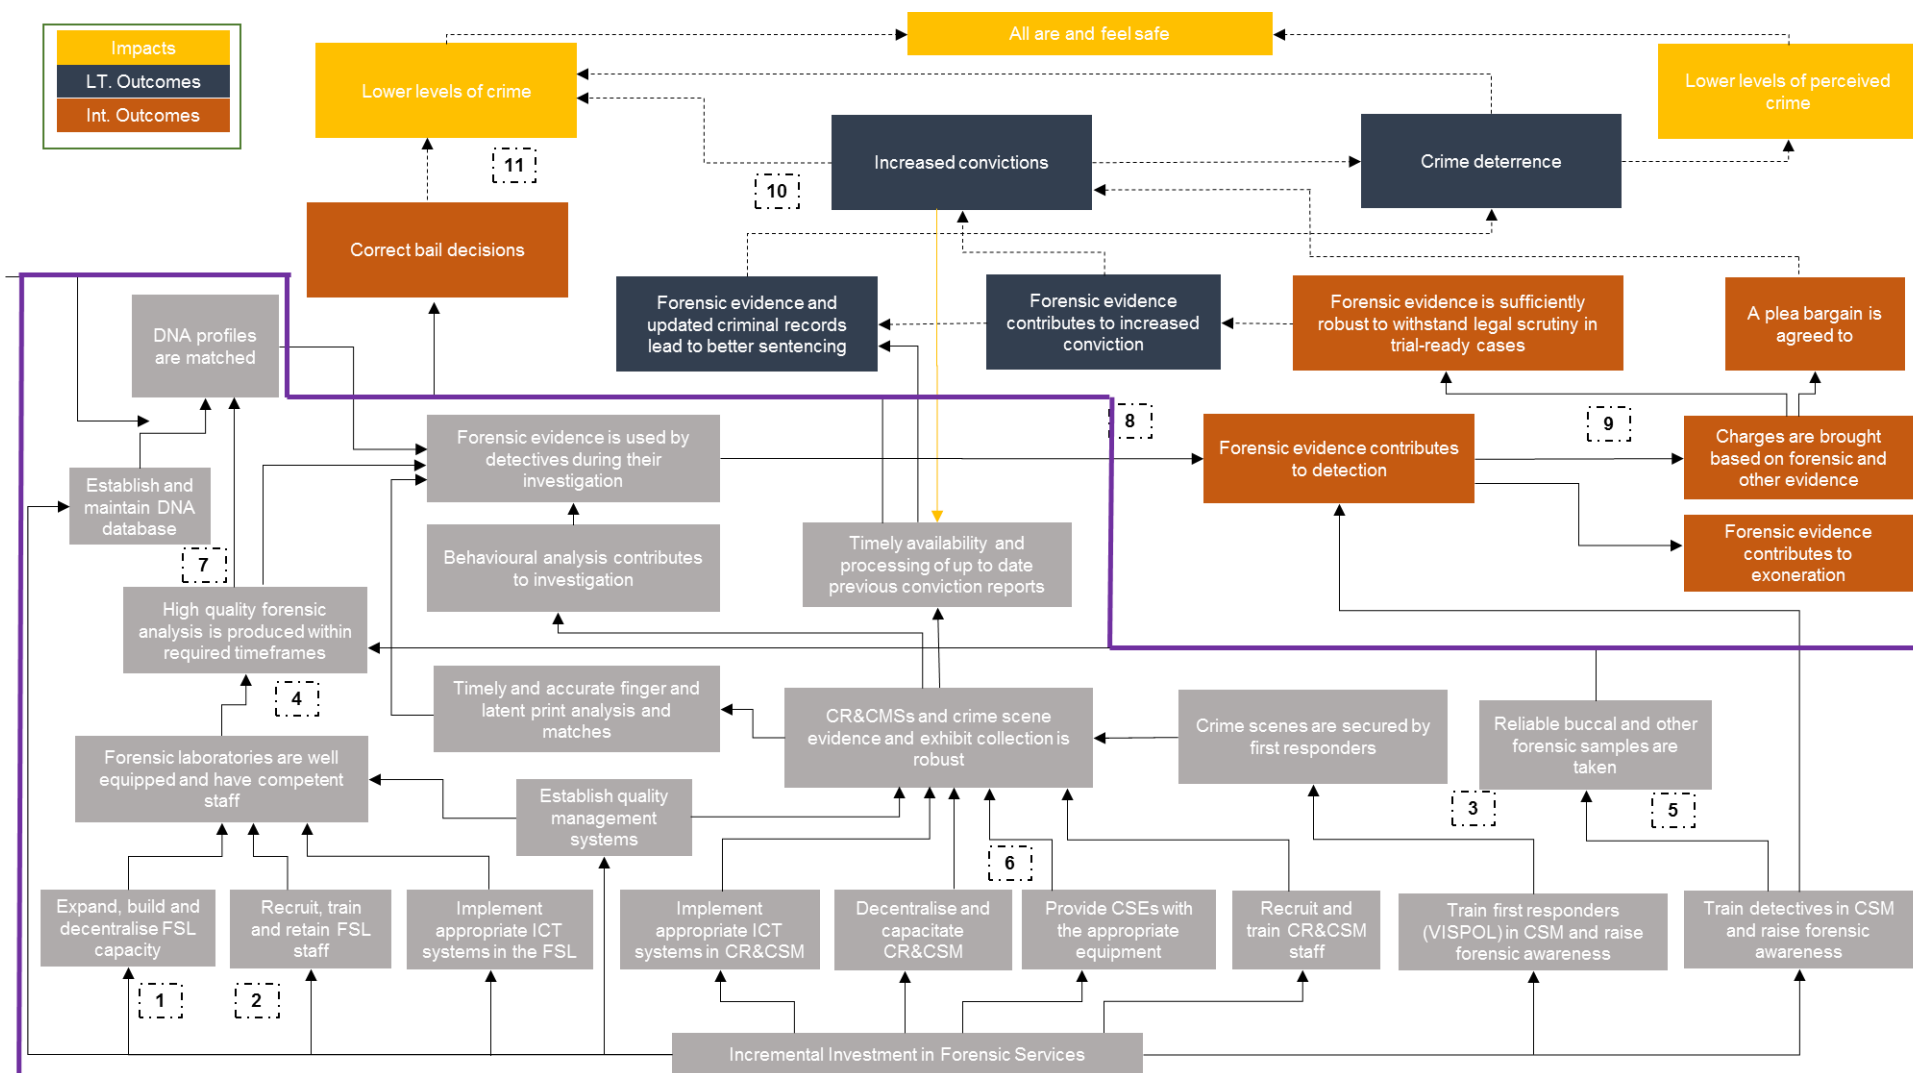 Impacts
LT. Outcomes
Int. Outcomes
All are and feel safe
Lower levels of crime
Lower levels of perceived
crime
11
10
Increased convictions
Crime deterrence
Correct bail decisions
DNA profiles
are matched
Forensic evidence and
updated criminal records
lead to better sentencing
Forensic evidence
contributes to increased
conviction
Forensic evidence is sufficiently
robust to withstand legal scrutiny in
trial-ready cases
A plea bargain is
agreed to
8
9
Forensic evidence is used by
detectives during their
investigation
Forensic evidence contributes
to detection
Charges are brought
based on forensic and
other evidence
Establish and
maintain DNA
database
Behavioural analysis contributes
to investigation
Timely availability and
processing of up to date
previous conviction reports
Forensic evidence
contributes to
exoneration
7
High quality forensic
analysis is produced within
required timeframes
4
Timely and accurate finger and
latent print analysis and
matches
CR&CMSs and crime scene
evidence and exhibit collection is
robust
Crime scenes are secured by
first responders
Reliable buccal and other
forensic samples are
taken
Forensic laboratories are well
equipped and have competent
staff
Establish quality
management
systems
3
5
6
Expand, build and
decentralise FSL
capacity
Recruit, train
and retain FSL
staff
Implement
appropriate ICT
systems in the FSL
Implement
appropriate ICT
systems in CR&CSM
Decentralise and
capacitate
CR&CSM
Provide CSEs with
the appropriate
equipment
Recruit and
train CR&CSM
staff
Train first responders
(VISPOL) in CSM and raise
forensic awareness
Train detectives in CSM
and raise forensic
awareness
1
2
Incremental Investment in Forensic Services